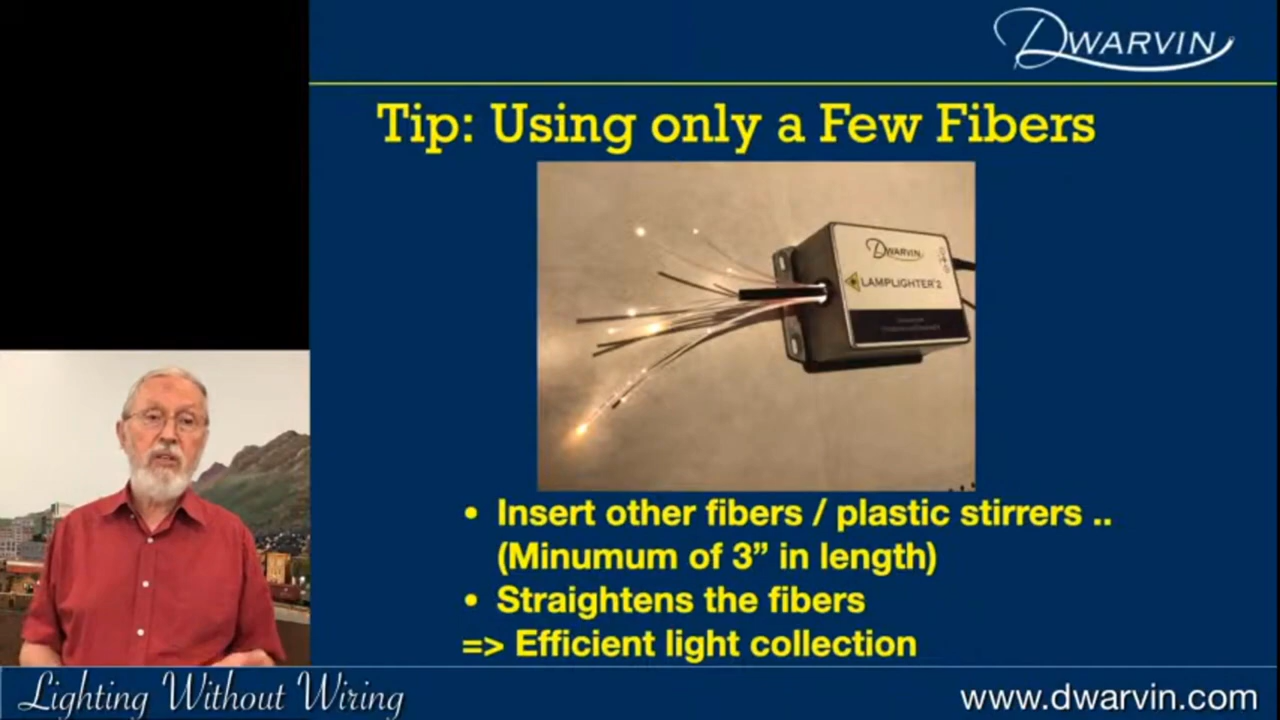 DWARVIN
Tip: Using only a Few Fibers
DWARVIN
LAMPLIGHTER 2
• Insert other fibers / plastic stirrers ..
(Minumum of 3” in length)
• Straightens the fibers
=> Efficient light collection
Lighting Without Wiring
www.dwarvin.com